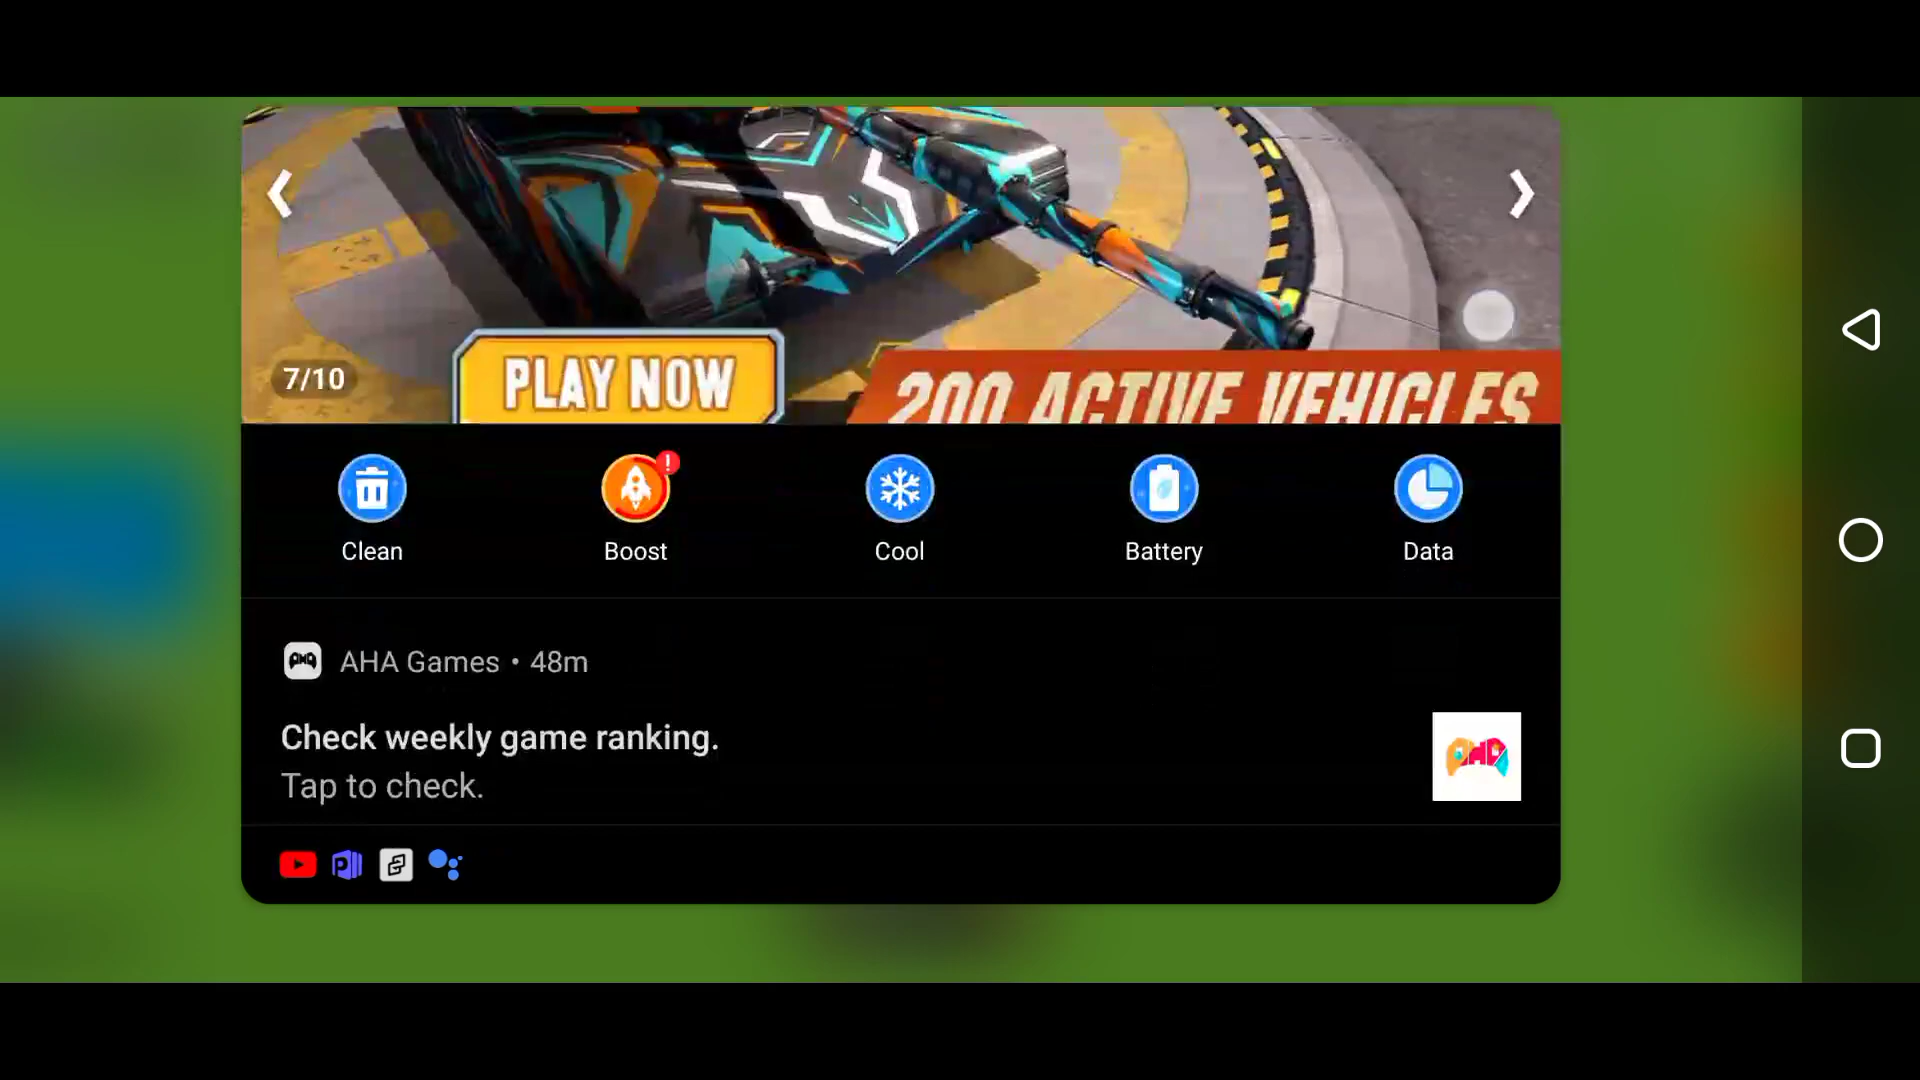 7/10
PLAY NOW
200 ACTIVE VEHICLES
Clean
Boost
!
Cool
Battery
Data
AHA Games • 48m
Check weekly game ranking.
Tap to check.